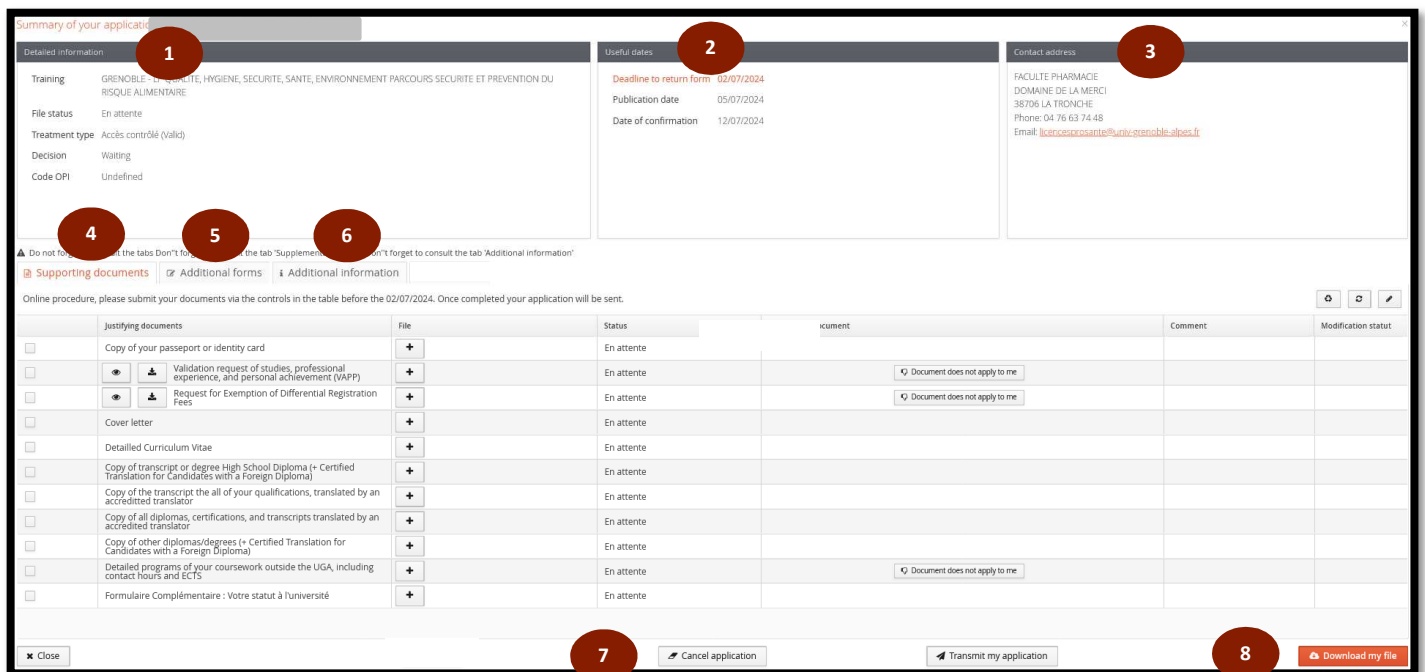 Summary of your applicatio
Detailed information
1
Useful dates
2
Contact address
3
Training GRENOBLE - QUALITE, HYGIENE, SECURITE, SANTE, ENVIRONNEMENT PARCOURS SECURITE ET PREVENTION DU
RISQUE ALIMENTAIRE
File status En attente
Treatment type Accès contrôlé (Valid)
Decision Waiting
Code OPI Undefined
Deadline to return form 02/07/2024
Publication date 05/07/2024
Date of confirmation 12/07/2024
FACULTE PHARMACIE
DOMAINE DE LA MERCI
38706 LA TRONCHE
Phone: 04 76 63 74 48
Email: licencesprosante@univ-grenoble-alpes.fr
4
5
6
Do not for the tabs Don"t for the tab 'Supplement "t forget to consult the tab 'Additional information'
Supporting documents Additional forms Additional information
Online procedure, please submit your documents via the controls in the table before the 02/07/2024. Once completed your application will be sent.
Justifying documents File Status ocument Comment Modification statut
Copy of your passeport or identity card + En attente
Validation request of studies, professional
experience, and personal achievement (VAPP) + En attente Document does not apply to me
Request for Exemption of Differential Registration
Fees + En attente Document does not apply to me
Cover letter + En attente
Detailled Curriculum Vitae + En attente
Copy of transcript or degree High School Diploma (+ Certified
Translation for Candidates with a Foreign Diploma) + En attente
Copy of the transcript the all of your qualifications, translated by an
accreditted translator + En attente
Copy of all diplomas, certifications, and transcripts translated by an
accredited translator + En attente
Copy of other diplomas/degrees (+ Certified Translation for
Candidates with a Foreign Diploma) + En attente
Detailed programs of your coursework outside the UGA, including
contact hours and ECTS + En attente Document does not apply to me
Formulaire Complémentaire : Votre statut à l'université + En attente
Close
7
Cancel application
Transmit my application
8
Download my file